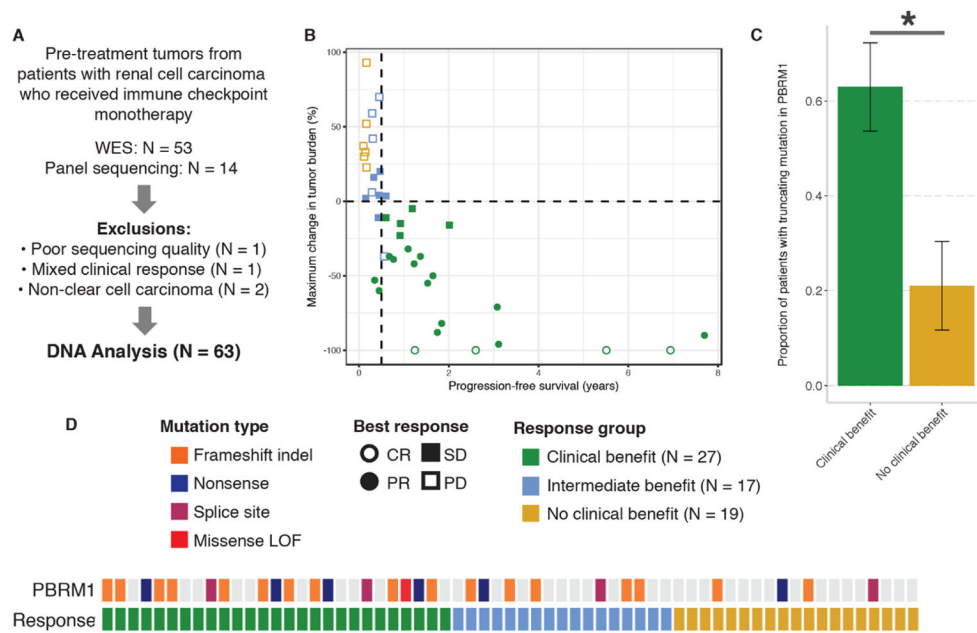 A
Pre-treatment tumors from
patients with renal cell carcinoma
who received immune checkpoint
monotherapy
WES: N = 53
Panel sequencing: N = 14
Exclusions:
• Poor sequencing quality (N = 1)
• Mixed clinical response (N = 1)
• Non-clear cell carcinoma (N = 2)
DNA Analysis (N = 63)
B
Maximum change in tumor burden (%)
100
50
0
-50
-100
0
2
4
6
8
Progression-free survival (years)
C
*
Proportion of patients with truncating mutation in PBRM1
0.6
0.4
0.2
0.0
Clinical benefit
No clinical benefit
D
Mutation type
Frameshift indel
Nonsense
Splice site
Missense LOF
Best response
CR
SD
PR
PD
Response group
Clinical benefit (N = 27)
Intermediate benefit (N = 17)
No clinical benefit (N = 19)
PBRM1
Response